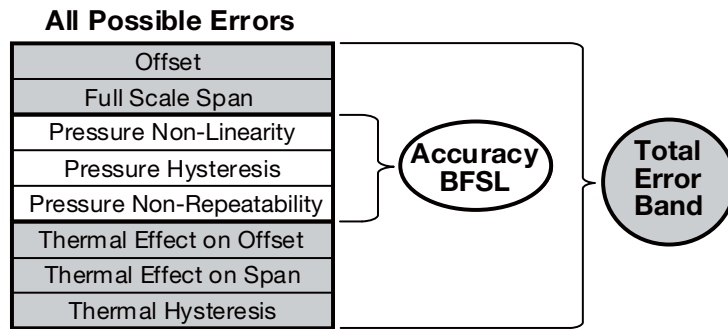 All Possible Errors
Offset
Full Scale Span
Pressure Non-Linearity
Pressure Hysteresis
Pressure Non-Repeatability
Thermal Effect on Offset
Thermal Effect on Span
Thermal Hysteresis
Accuracy
BFSL
Total
Error
Band